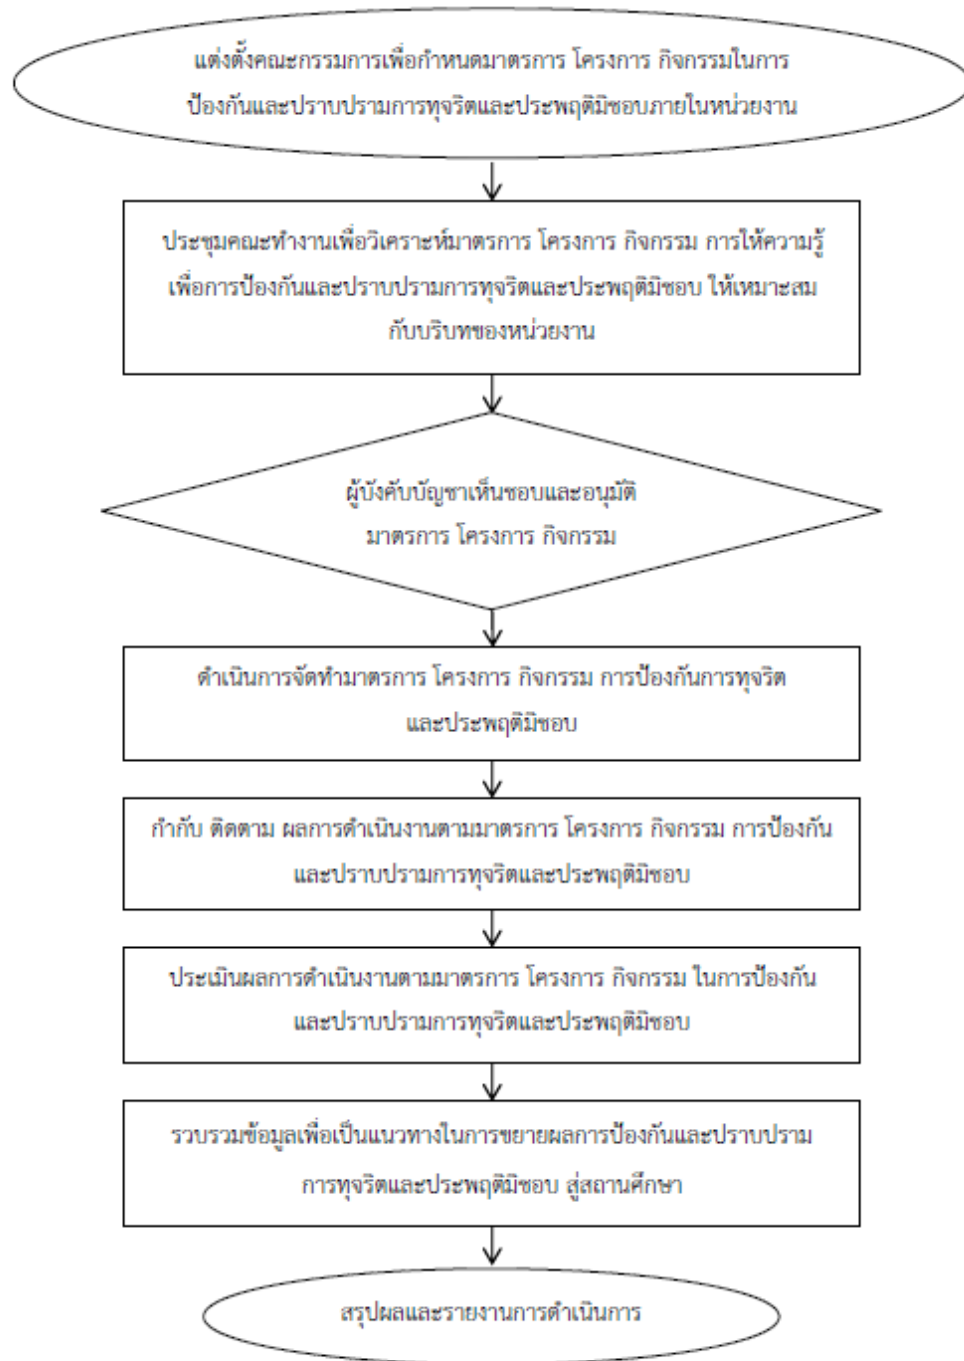 แต่งตั้งคณะกรรมการเพื่อกำหนดมาตรการ โครงการ กิจกรรมในการ
ป้องกันและปราบปรามการทุจริตและประพฤติมิชอบภายในหน่วยงาน
ประชุมคณะทำงานเพื่อวิเคราะห์มาตรการ โครงการ กิจกรรม การให้ความรู้
เพื่อการป้องกันและปราบปรามการทุจริตและประพฤติมิชอบ ให้เหมาะสม
กับบริบทของหน่วยงาน
ผู้บังคับบัญชาเห็นชอบและอนุมัติ
มาตรการ โครงการ กิจกรรม
ดำเนินการจัดทำมาตรการ โครงการ กิจกรรม การป้องกันการทุจริต
และประพฤติมิชอบ
กำกับ ติดตาม ผลการดำเนินงานตามมาตรการ โครงการ กิจกรรม การป้องกัน
และปราบปรามการทุจริตและประพฤติมิชอบ
ประเมินผลการดำเนินงานตามมาตรการ โครงการ กิจกรรม ในการป้องกัน
และปราบปรามการทุจริตและประพฤติมิชอบ
รวบรวมข้อมูลเพื่อเป็นแนวทางในการขยายผลการป้องกันและปราบปราม
การทุจริตและประพฤติมิชอบ สู่สถานศึกษา
สรุปผลและรายงานการดำเนินการ